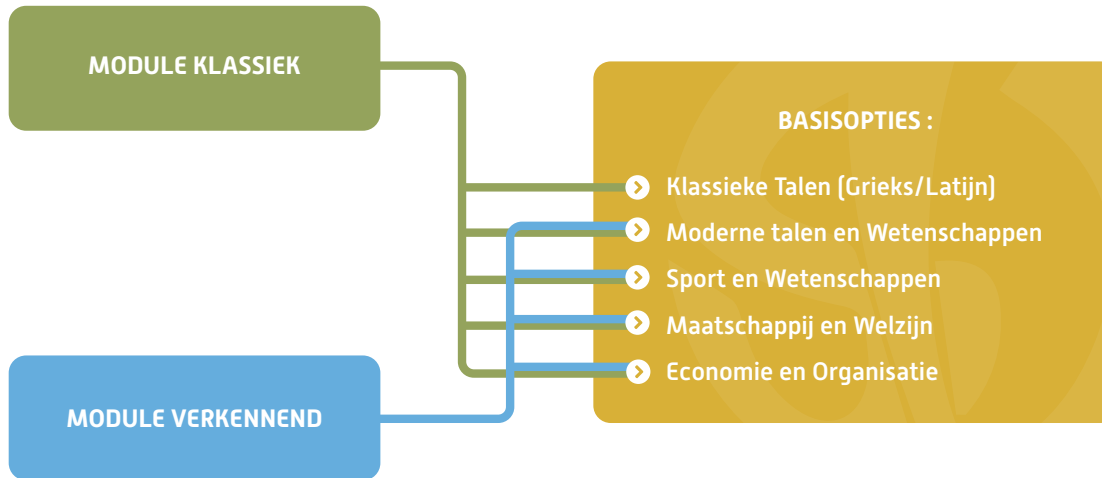 MODULE KLASSIEK
BASISOPTIES :
Klassieke Talen (Grieks/Latijn)
Moderne talen en Wetenschappen
Sport en Wetenschappen
Maatschappij en Welzijn
Economie en Organisatie
MODULE VERKENNEND